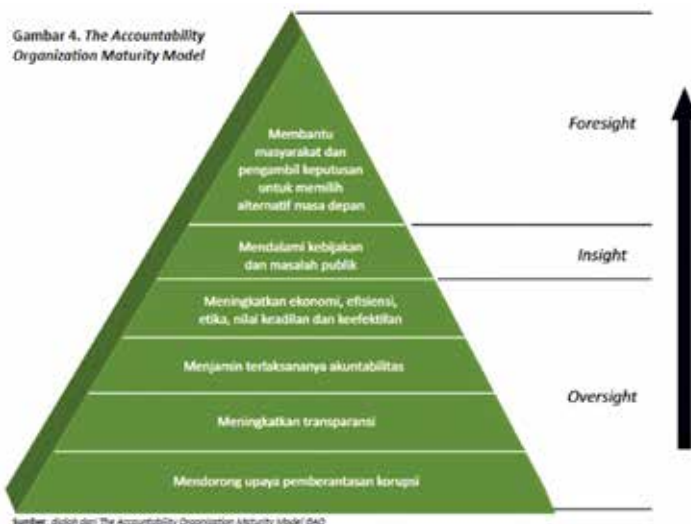 Gambar 4. The Accountability
Organization Maturity Model
Membantu
masyarakat dan
pengambil keputusan
untuk memilih
alternatif masa depan
Foresight
Mendalami kebijakan
dan masalah publik
Insight
Meningkatkan ekonomi, efisiensi,
etika, nilai keadilan dan keefektifan
Menjamin terlaksananya akuntabilitas
Meningkatkan transparansi
Mendorong upaya pemberantasan korupsi
Oversight
Sumber: diolah dari The Accountability Organization Maturity Model GAO